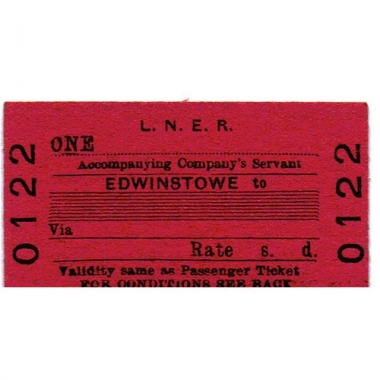 L. N. E. R.
ONE
Accompanying Company's Servant
EDWINSTOWE to
Via
Rate s. d.
Validity same as Passenger Ticket
FOR CONDITIONS SEE BACK
0122
0122